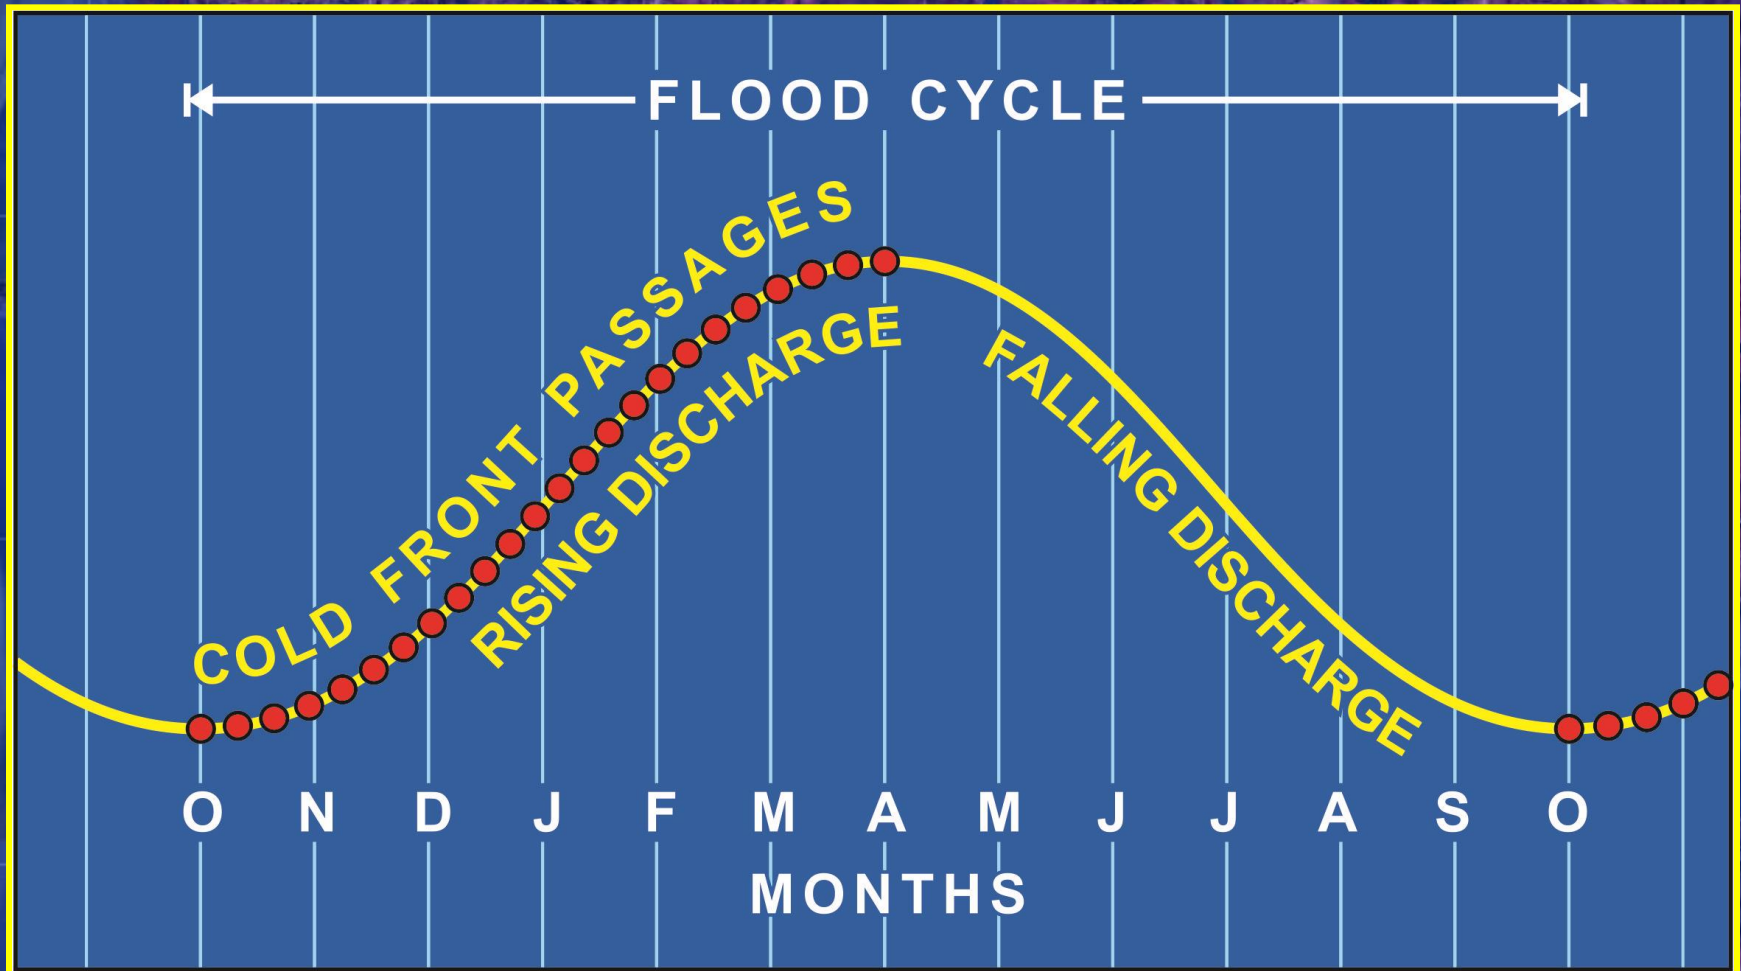 FLOOD CYCLE
COLD FRONT PASSAGES
RISING DISCHARGE
FALLING DISCHARGE
O N D J F M A M J J A S O
MONTHS